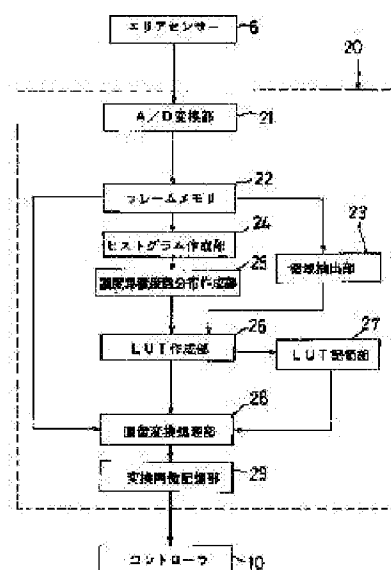 エリアセンサー
6
20
A/D変換部
21
フレームメモリ
22
ヒストグラム作成部
24
23
領域抽出部
25
濃度累積度数分布作成部
LUT作成部
26
27
LUT記憶部
画像変換処理部
28
変換画像記憶部
29
コントローラ
10